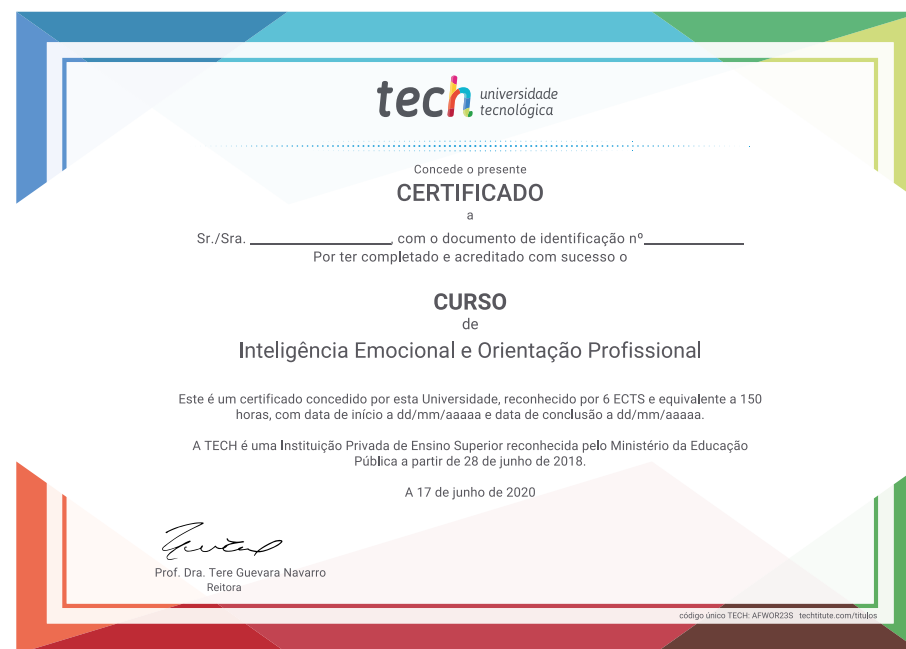 tech universidade
tecnológica
Concede o presente
CERTIFICADO
a
Sr./Sra. ____________________, com o documento de identificação nº______________
Por ter completado e acreditado com sucesso o
CURSO
de
Inteligência Emocional e Orientação Profissional
Este é um certificado concedido por esta Universidade, reconhecido por 6 ECTS e equivalente a 150
horas, com data de início a dd/mm/aaaaa e data de conclusão a dd/mm/aaaaa.
A TECH é uma Instituição Privada de Ensino Superior reconhecida pelo Ministério da Educação
Pública a partir de 28 de junho de 2018.
A 17 de junho de 2020
Prof. Dra. Tere Guevara Navarro
Reitora
código único TECH: AFWOR23S techtitute.com/titulos